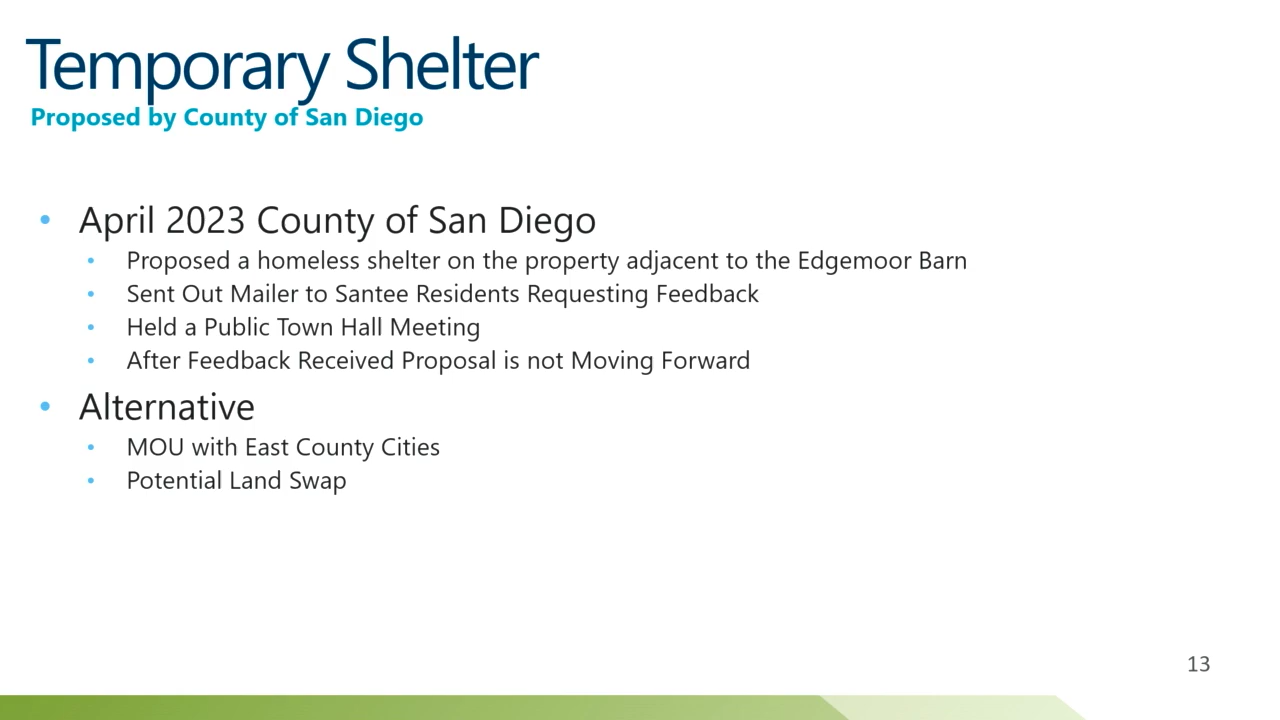 Temporary Shelter
Proposed by County of San Diego
• April 2023 County of San Diego
• Proposed a homeless shelter on the property adjacent to the Edgemoor Barn
• Sent Out Mailer to Santee Residents Requesting Feedback
• Held a Public Town Hall Meeting
• After Feedback Received Proposal is not Moving Forward
• Alternative
• MOU with East County Cities
• Potential Land Swap
13